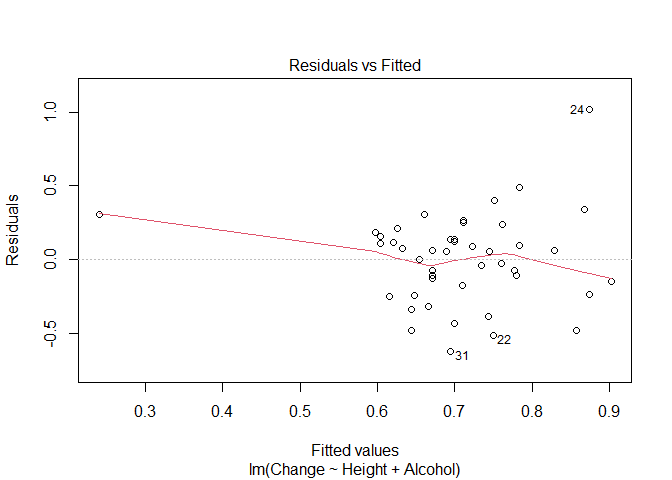 Residuals vs Fitted
Residuals
1.0
0.5
0.0
-0.5
24
22
31
0.3 0.4 0.5 0.6 0.7 0.8 0.9
Fitted values
lm(Change ~ Height + Alcohol)